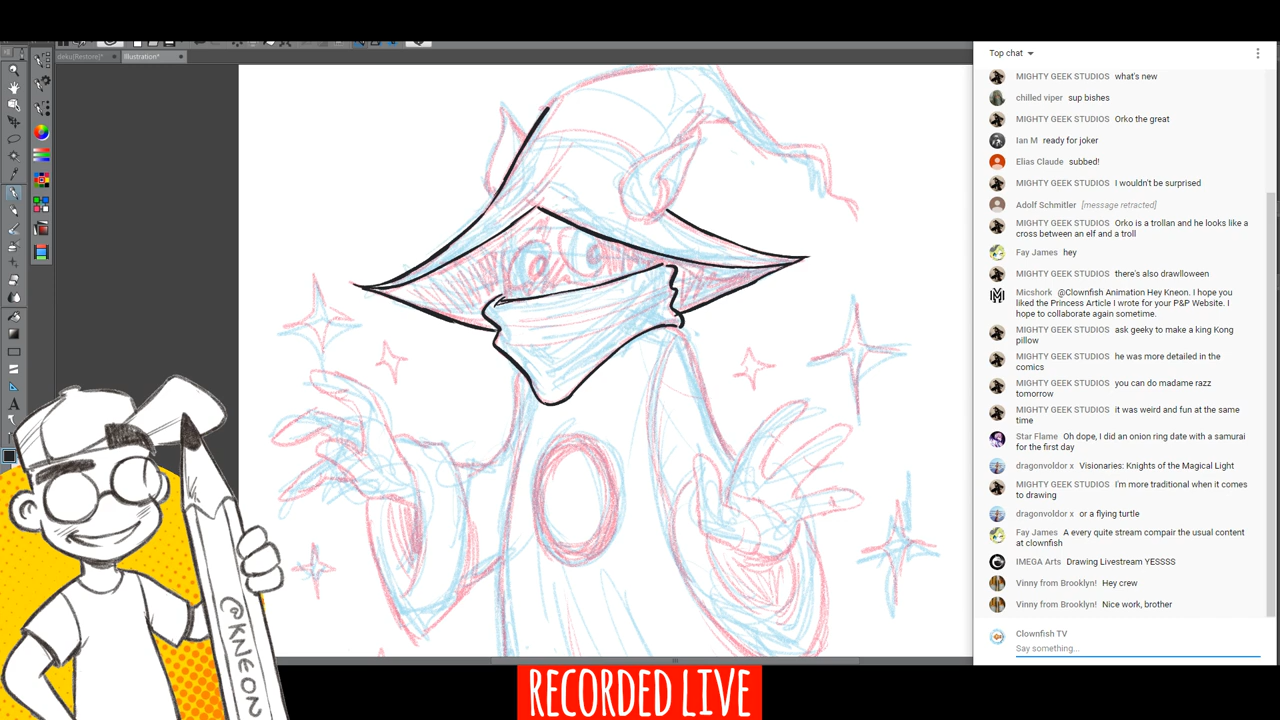 deku(Restore)*
Illustration*
Top chat
MIGHTY GEEK STUDIOS what's new
chilled viper sup bishes
MIGHTY GEEK STUDIOS Orko the great
Ian M ready for joker
Elias Claude subbed!
MIGHTY GEEK STUDIOS I wouldn't be surprised
Adolf Schmitler [message retracted]
MIGHTY GEEK STUDIOS Orko is a trollan and he looks like a
cross between an elf and a troll
Fay James hey
MIGHTY GEEK STUDIOS there's also drawlloween
Micshork @Clownfish Animation Hey Kneon. I hope you
liked the Princess Article I wrote for your P&P Website. I
hope to collaborate again sometime.
MIGHTY GEEK STUDIOS ask geeky to make a king Kong
pillow
MIGHTY GEEK STUDIOS he was more detailed in the
comics
MIGHTY GEEK STUDIOS you can do madame razz
tomorrow
MIGHTY GEEK STUDIOS it was weird and fun at the same
time
Star Flame Oh dope, I did an onion ring date with a samurai
for the first day
dragonvoldor x Visionaries: Knights of the Magical Light
MIGHTY GEEK STUDIOS I'm more traditional when it comes
to drawing
dragonvoldor x or a flying turtle
Fay James A every quite stream compair the usual content
at clownfish
IMEGA Arts Drawing Livestream YESSSS
Vinny from Brooklyn! Hey crew
Vinny from Brooklyn! Nice work, brother
Clownfish TV
Say something...
@KNEON
RECORDED LIVE